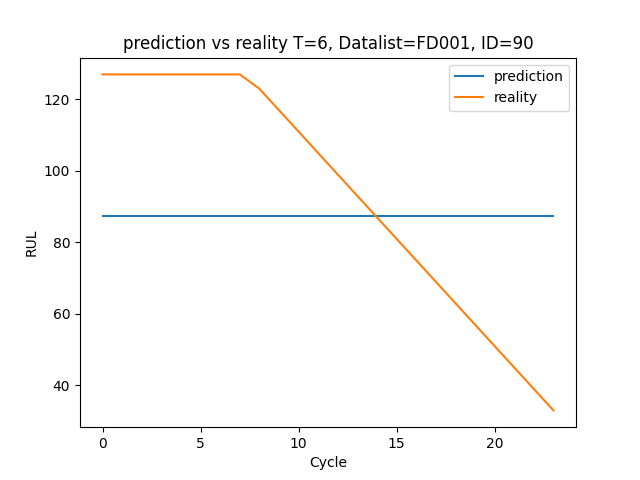 prediction vs reality T=6, Datalist=FD001, ID=90
prediction
reality
RUL
120
100
80
60
40
0 5 10 15 20
Cycle